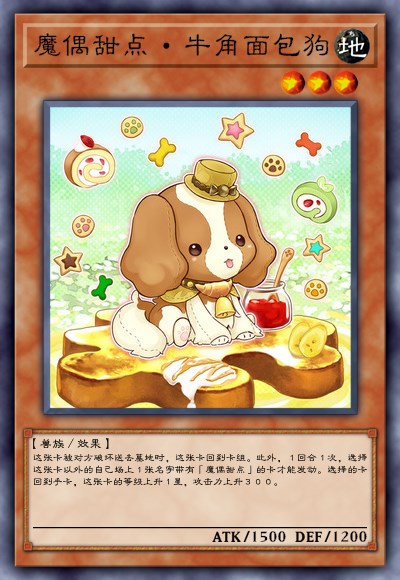 魔偶甜点·牛角面包狗
地
【兽族／效果】
这张卡被对方破坏送去墓地时，这张卡回到卡组。此外，1回合1次，选择
这张卡以外的自己场上1张名字带有「魔偶甜点」的卡才能发动。选择的卡
回到手卡，这张卡的等级上升1星，攻击力上升３００。
ATK/1500 DEF/1200